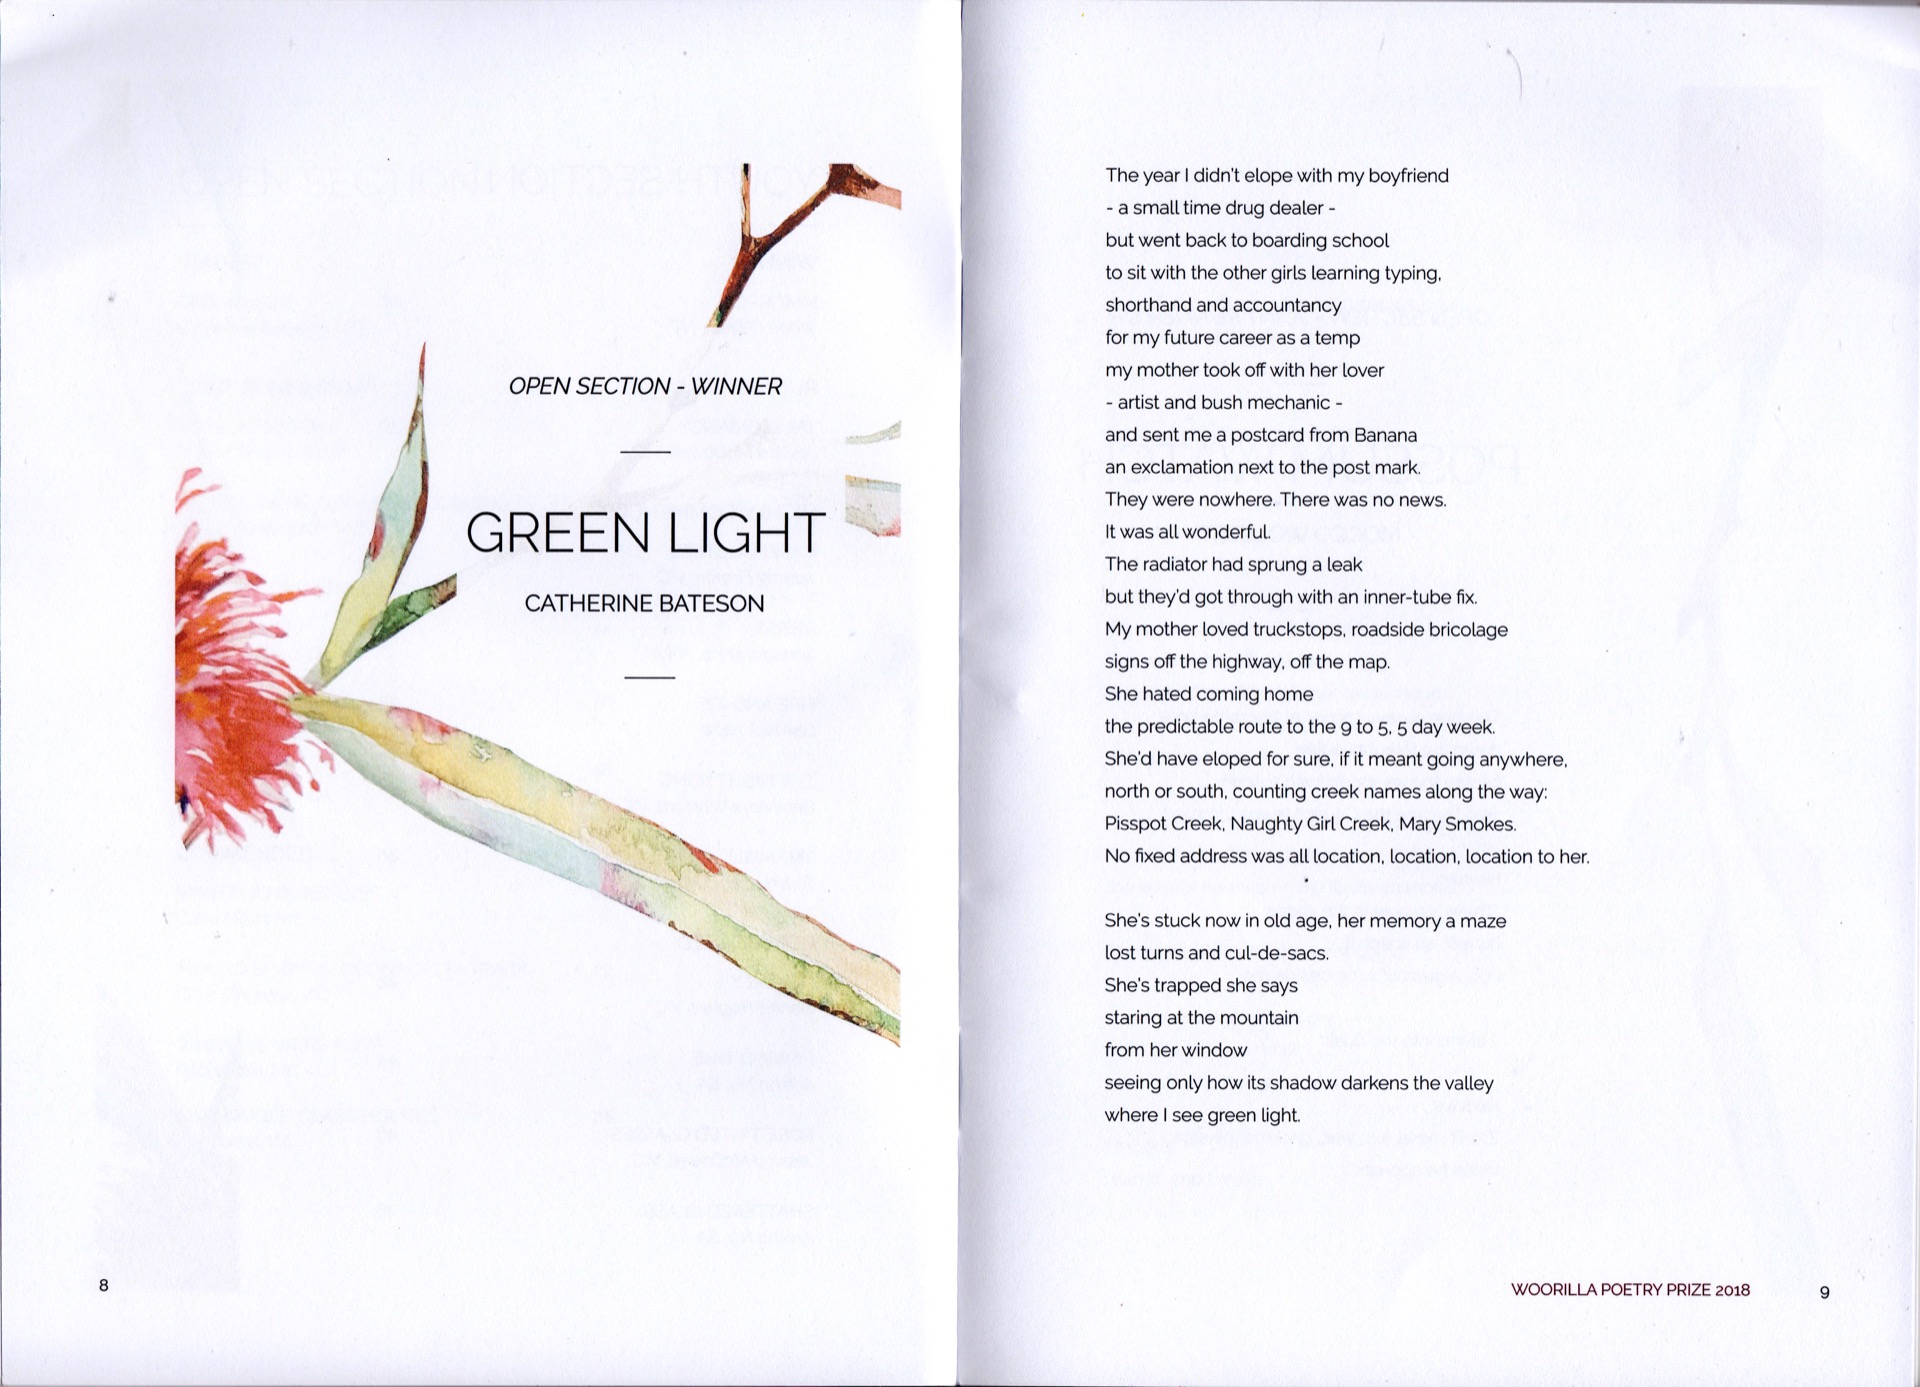 OPEN SECTION - WINNER
GREEN LIGHT
CATHERINE BATESON
8
The year I didn't elope with my boyfriend
- a small time drug dealer -
but went back to boarding school
to sit with the other girls learning typing,
shorthand and accountancy
for my future career as a temp
my mother took off with her lover
- artist and bush mechanic -
and sent me a postcard from Banana
an exclamation next to the post mark.
They were nowhere. There was no news.
It was all wonderful.
The radiator had sprung a leak
but they'd got through with an inner-tube fix.
My mother loved truckstops, roadside bricolage
signs off the highway, off the map.
She hated coming home
the predictable route to the 9 to 5, 5 day week.
She'd have eloped for sure, if it meant going anywhere,
north or south, counting creek names along the way:
Pisspot Creek, Naughty Girl Creek, Mary Smokes.
No fixed address was all location, location, location to her.
She's stuck now in old age, her memory a maze
lost turns and cul-de-sacs.
She's trapped she says
staring at the mountain
from her window
seeing only how its shadow darkens the valley
where I see green light.
WOORILLA POETRY PRIZE 2018
9